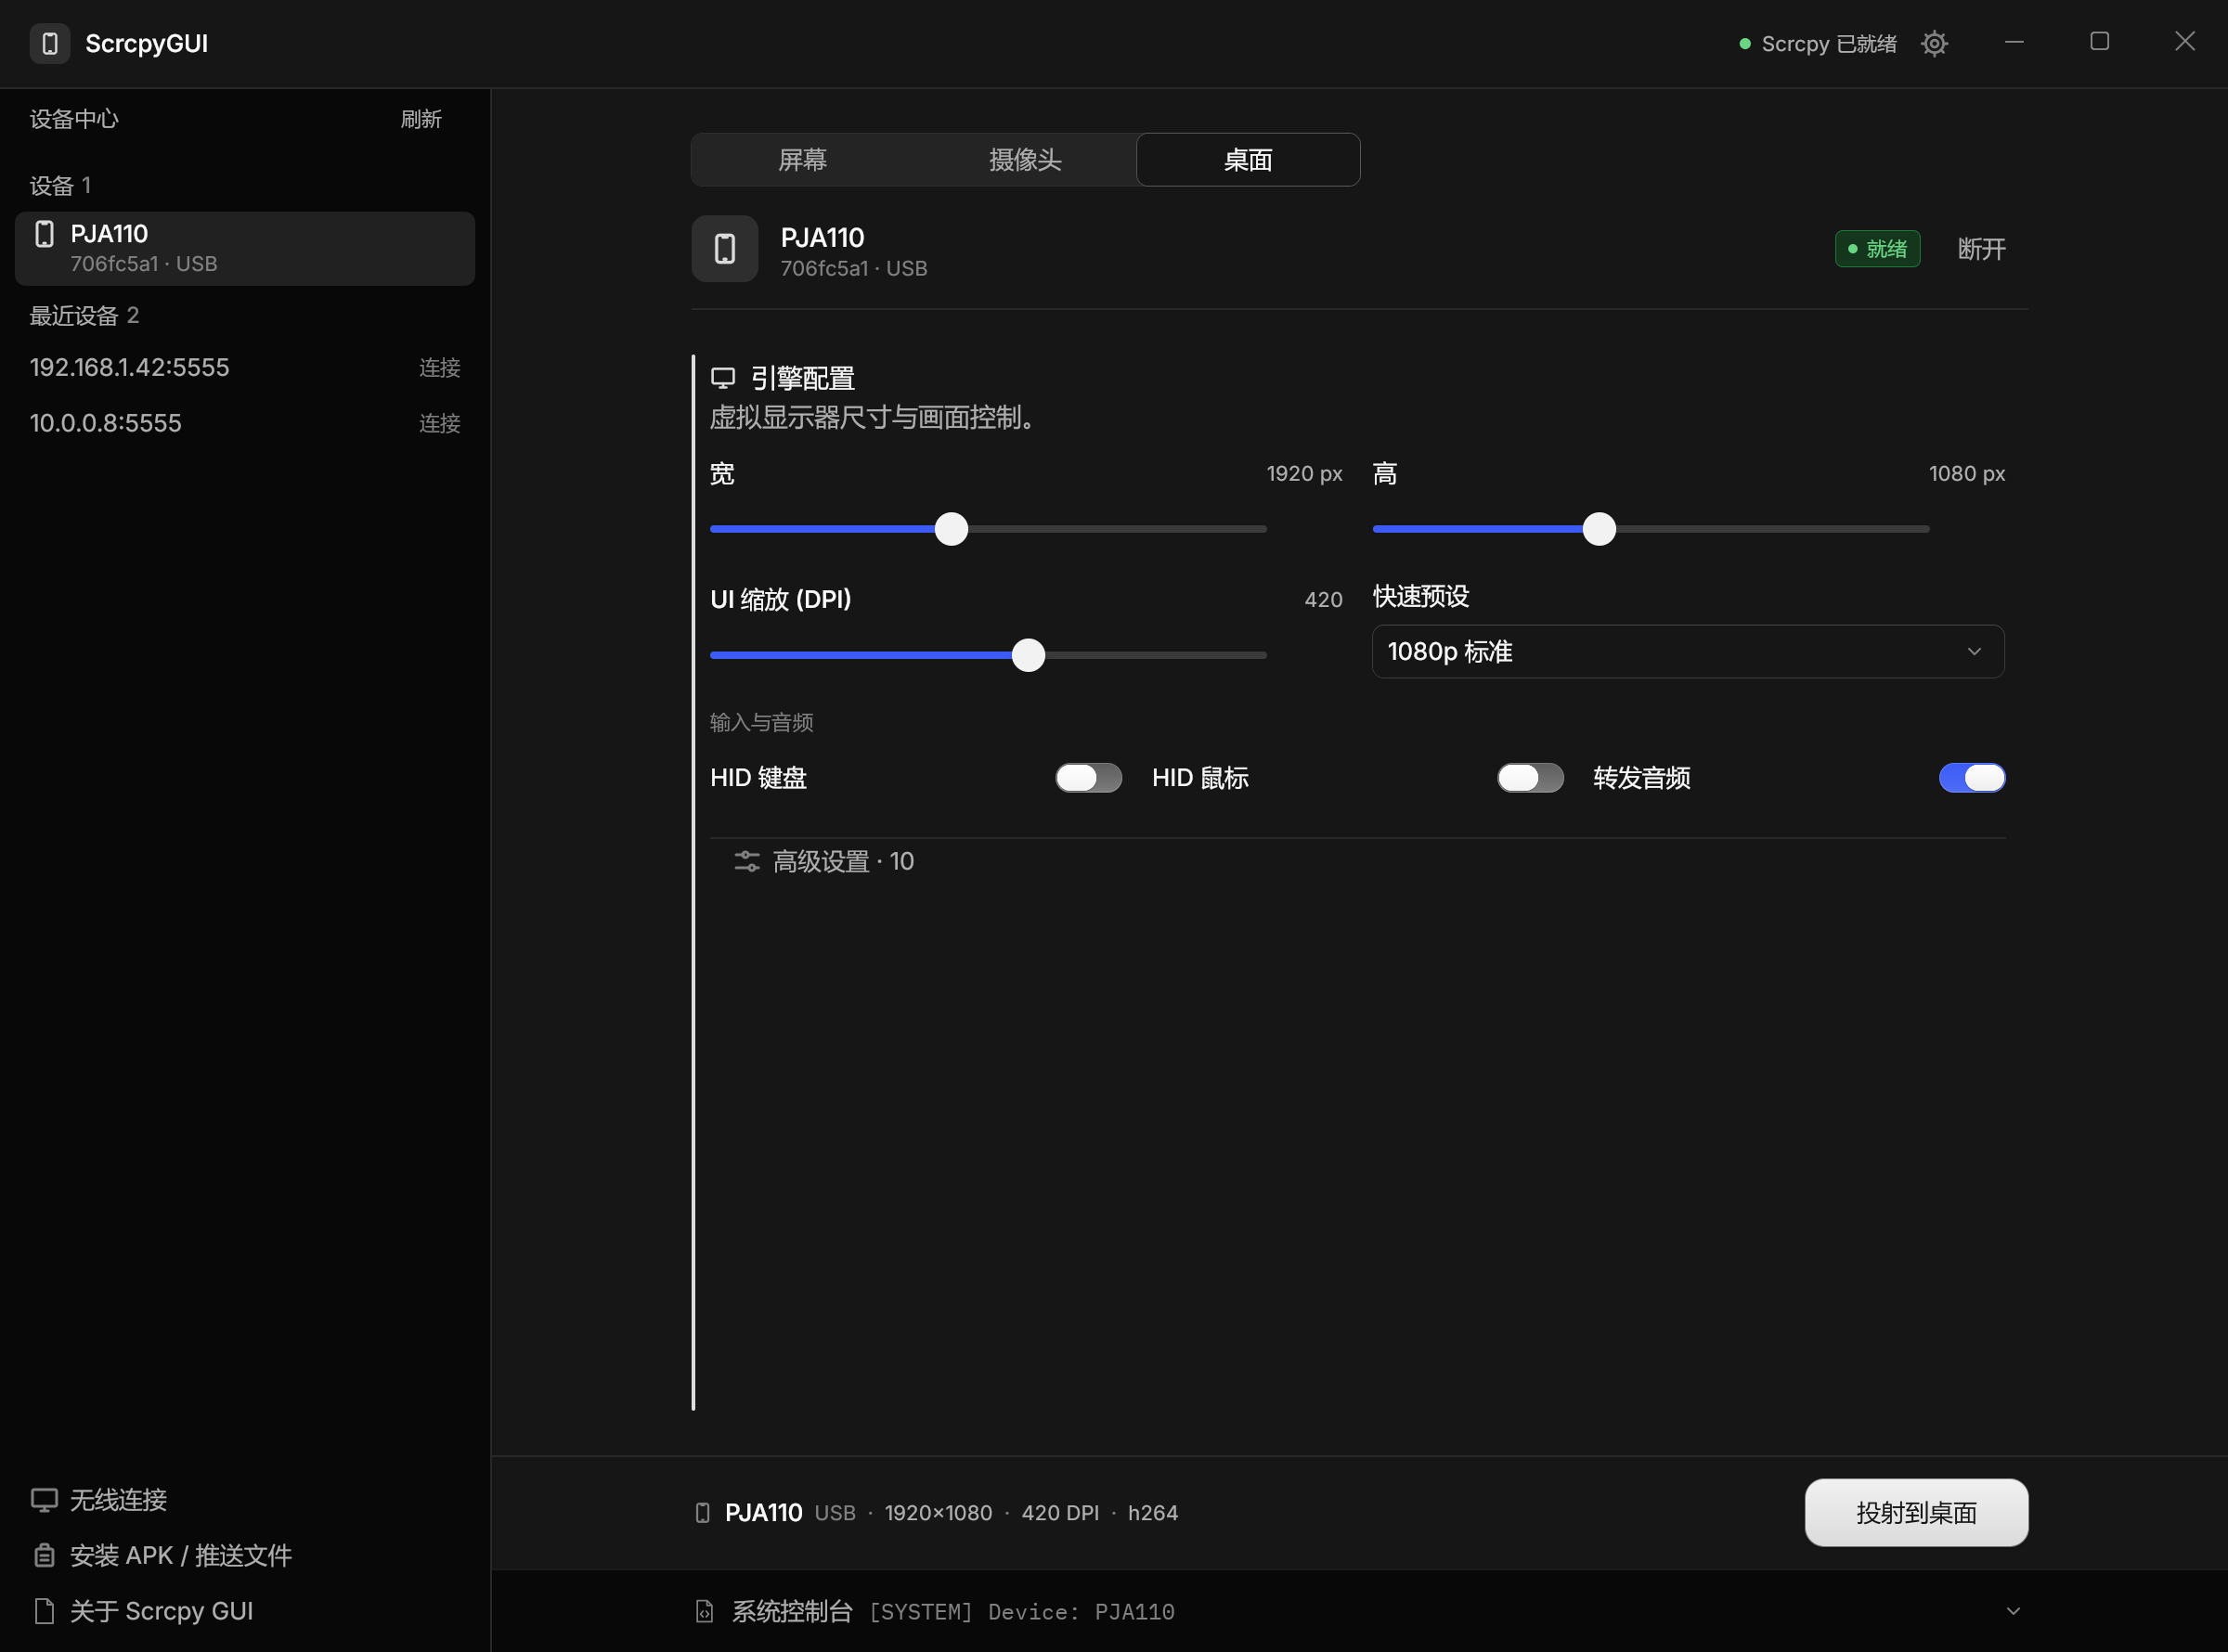 ScrcpyGUI
Scrcpy 已就绪
设备中心 刷新
设备 1
PJA110
706fc5a1 · USB
最近设备 2
192.168.1.42:5555 连接
10.0.0.8:5555 连接
无线连接
安装 APK / 推送文件
关于 Scrcpy GUI
屏幕 摄像头 桌面
PJA110
706fc5a1 · USB
就绪 断开
引擎配置
虚拟显示器尺寸与画面控制。
宽 1920 px 高 1080 px
UI 缩放 (DPI) 420 快速预设
1080p 标准
输入与音频
HID 键盘 HID 鼠标 转发音频
高级设置 · 10
PJA110 USB · 1920×1080 · 420 DPI · h264
投射到桌面
系统控制台 [SYSTEM] Device: PJA110